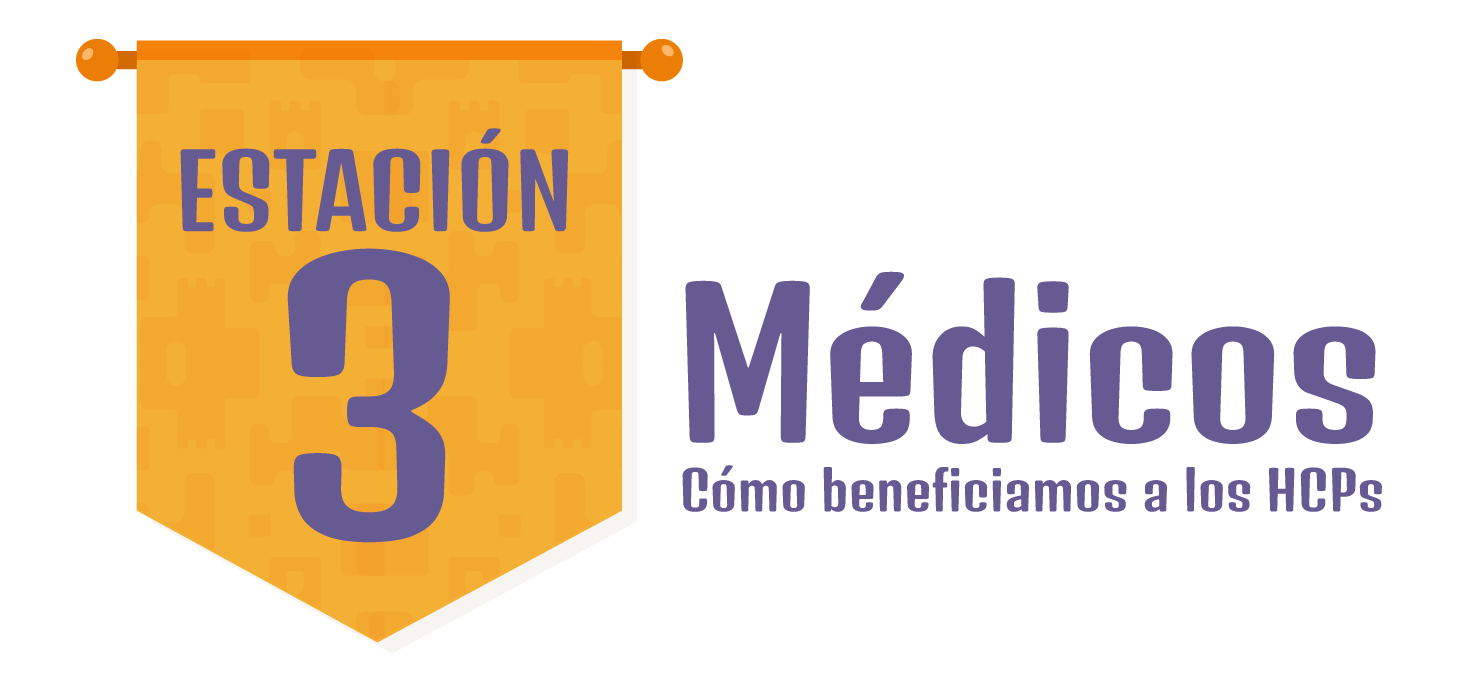 ESTACIÓN
3
Médicos
Cómo beneficiamos a los HCPs